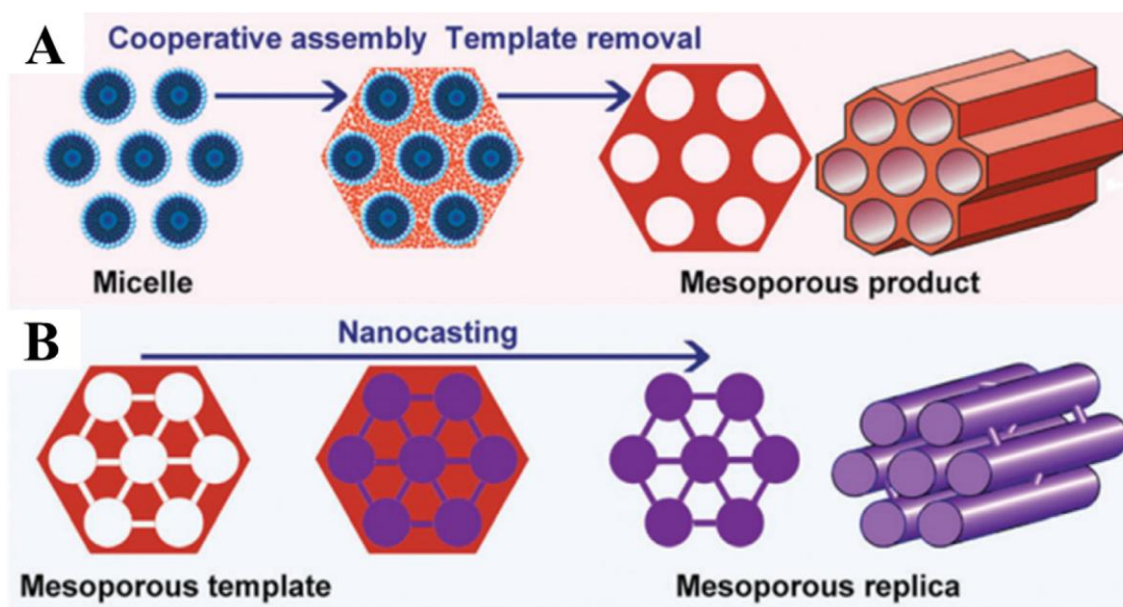 A
Cooperative assembly Template removal
Micelle
Mesoporous product
B
Nanocasting
Mesoporous template
Mesoporous replica